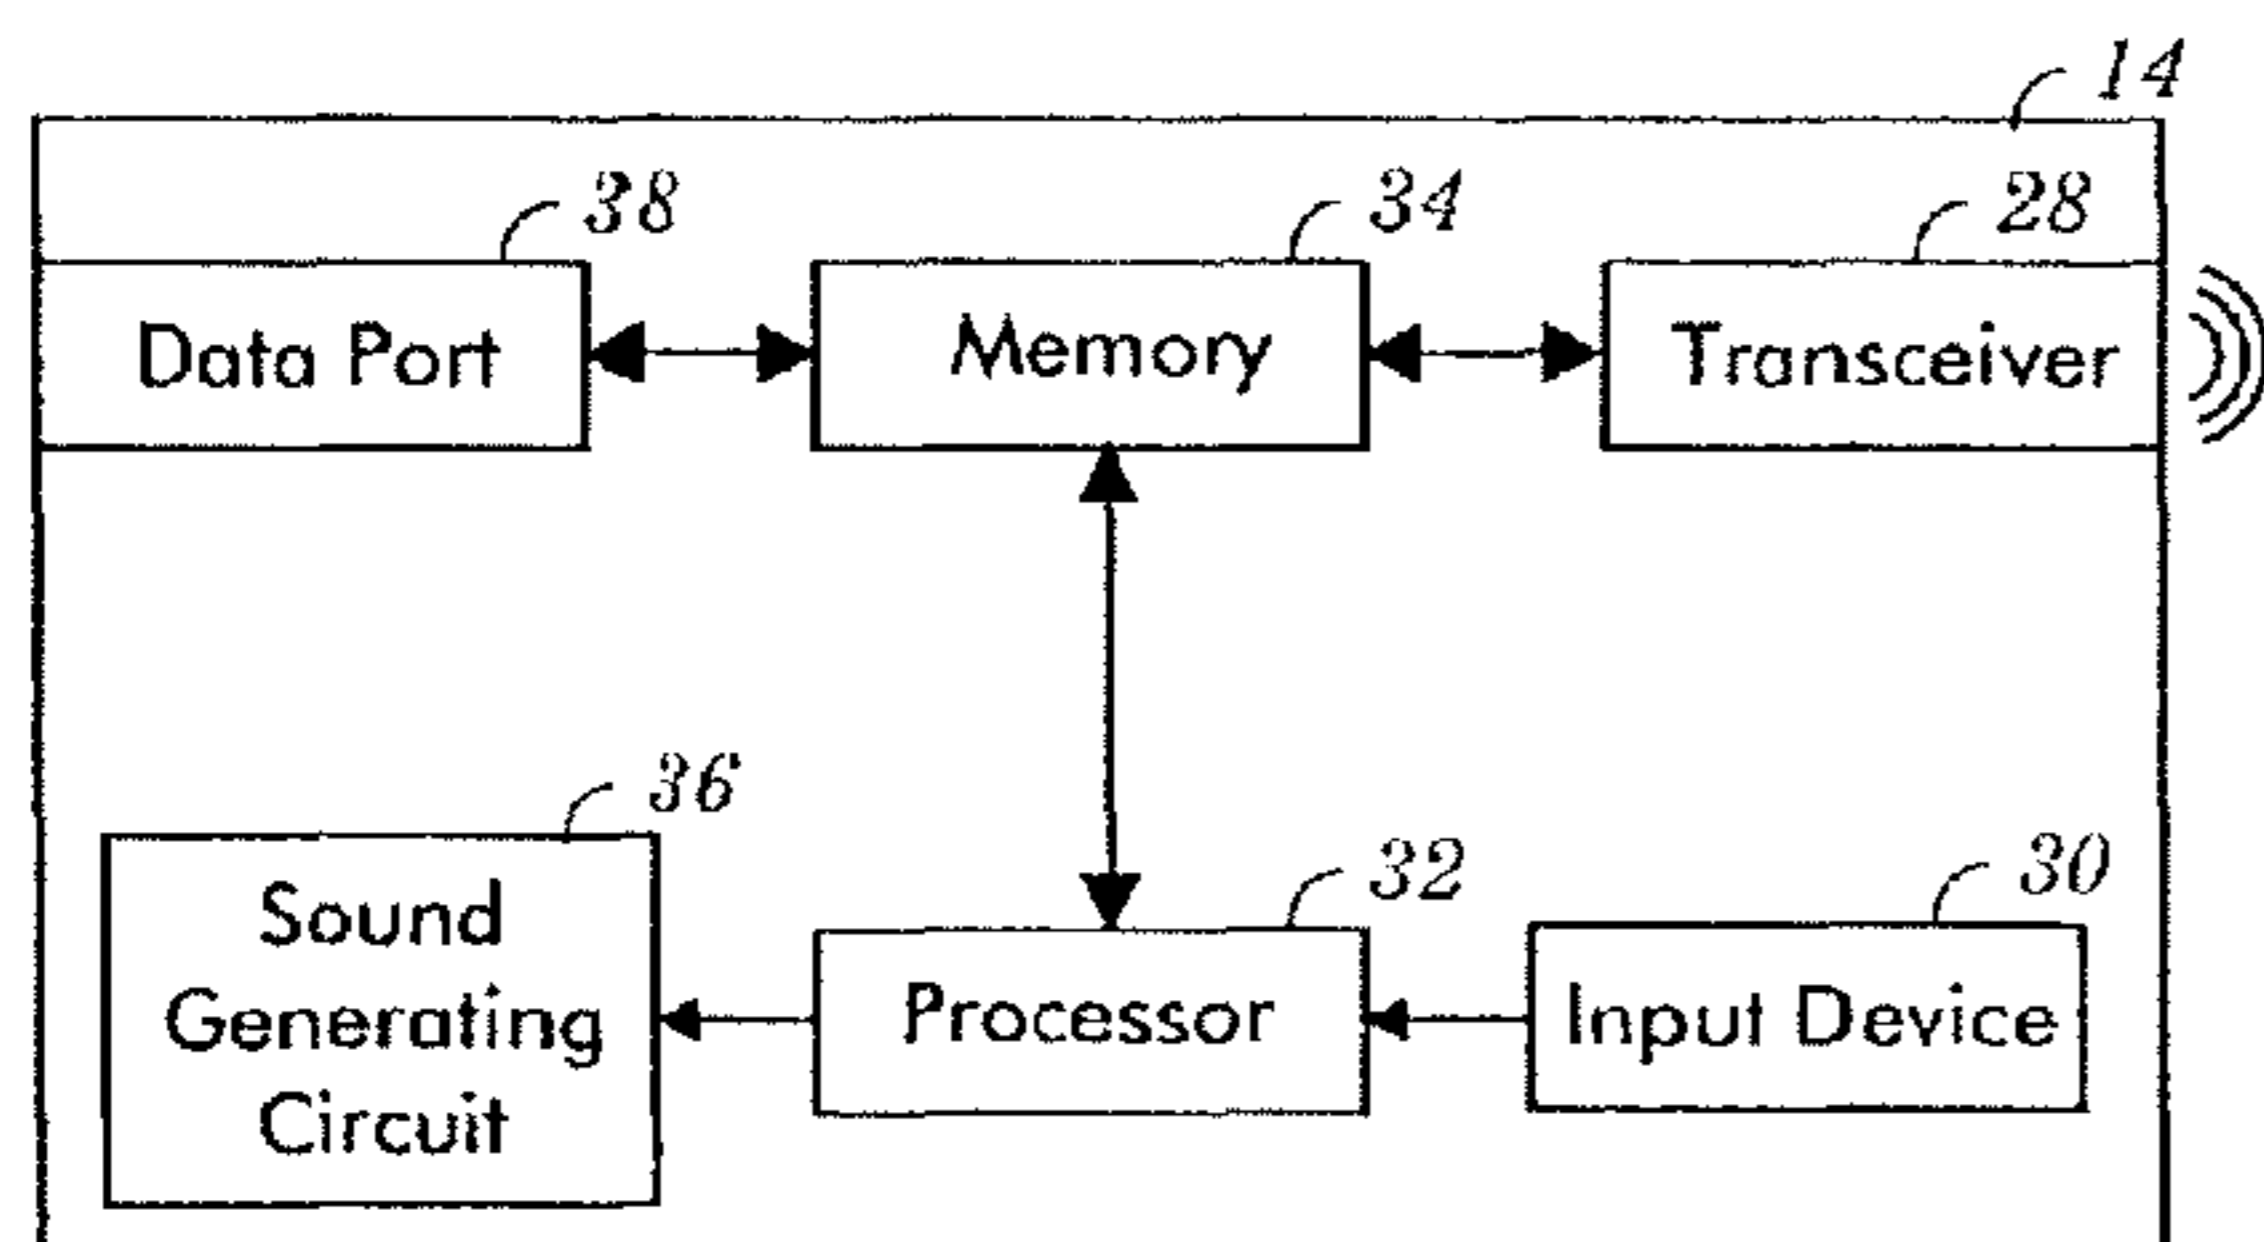 14
38
34
28
Data Port
Memory
Transceiver
36
32
30
Sound
Generating
Circuit
Processor
Input Device